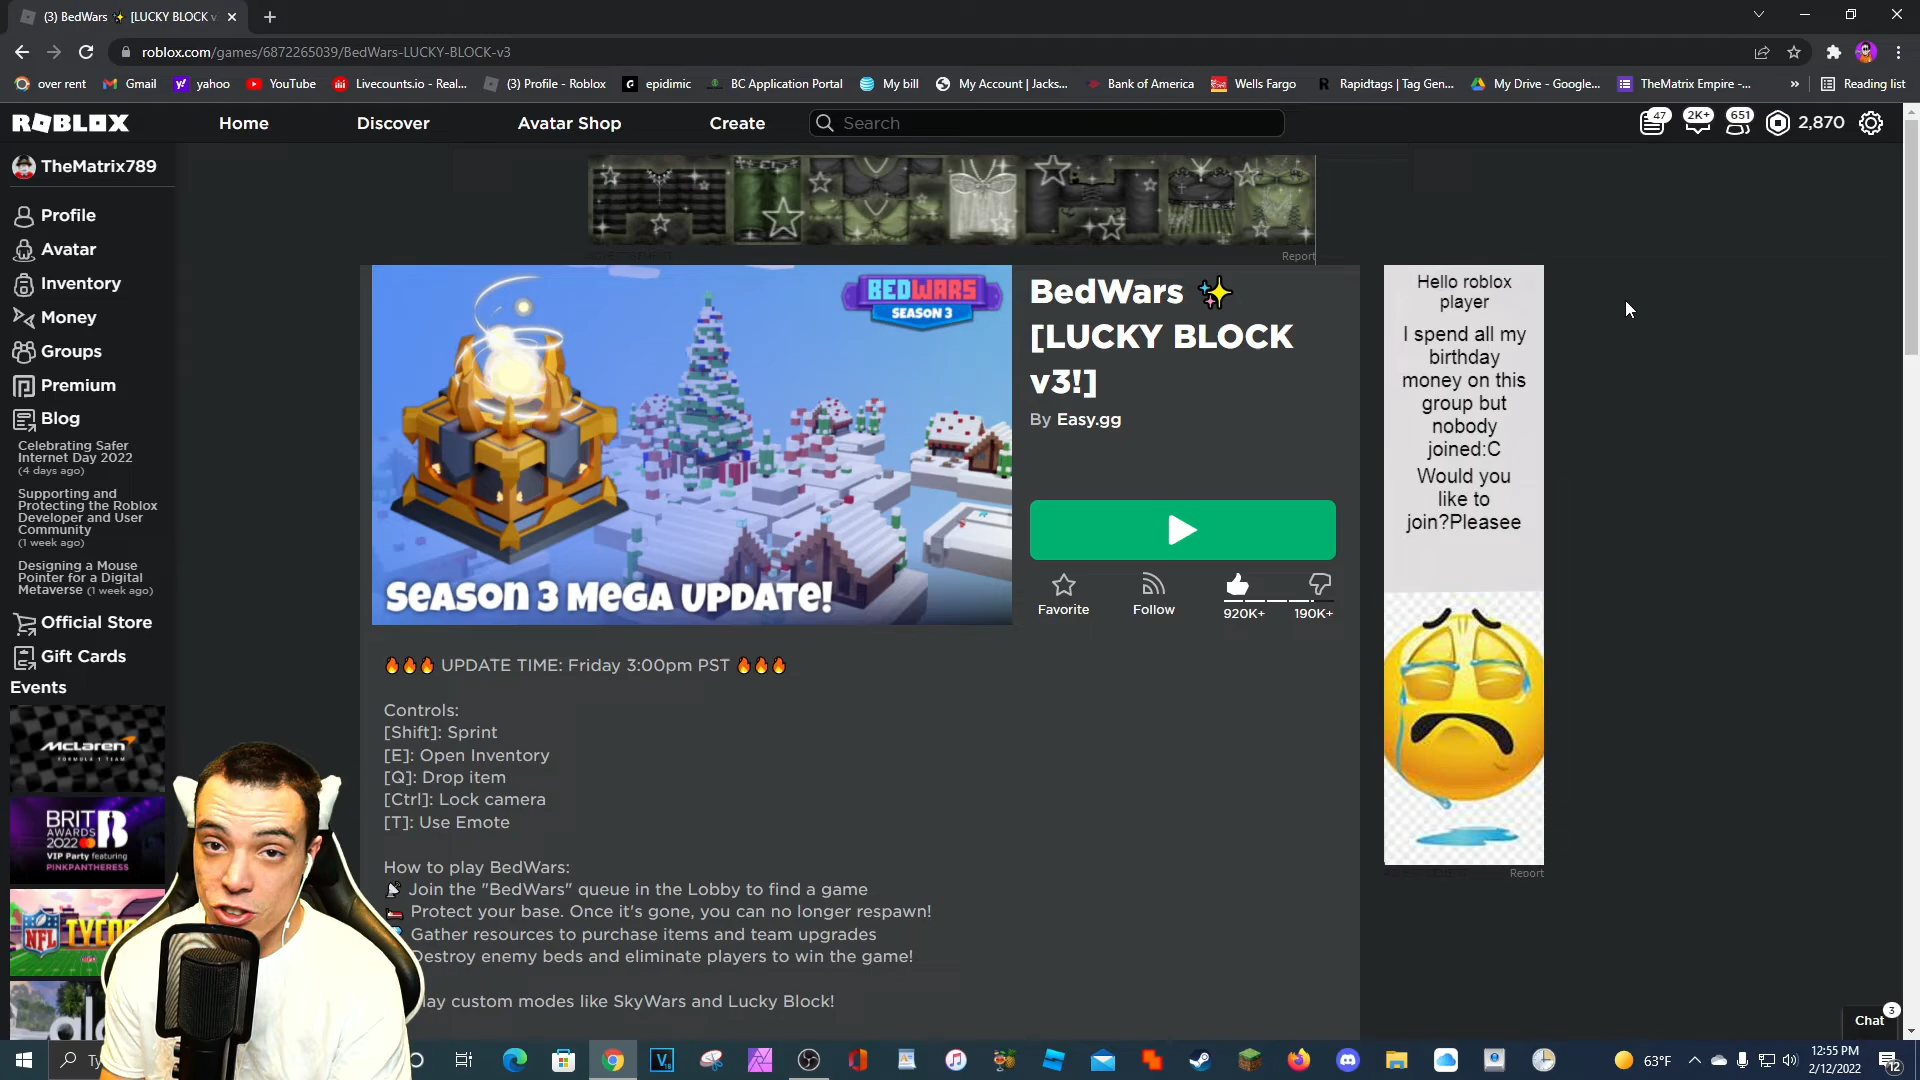 (3) BedWars ✨ [LUCKY BLOCK v
roblox.com/games/6872265039/BedWars-LUCKY-BLOCK-v3
over rent
Gmail
yahoo
YouTube
Livecounts.io - Real...
(3) Profile - Roblox
epidimic
BC Application Portal
My bill
My Account | Jacks...
Bank of America
Wells Fargo
Rapidtags | Tag Gen...
My Drive - Google...
TheMatrix Empire -...
»
Reading list
ROBLOX
Home
Discover
Avatar Shop
Create
Search
47
2K+
651
2,870
TheMatrix789
Profile
Avatar
Inventory
Money
Groups
Premium
Blog
Celebrating Safer
Internet Day 2022
(4 days ago)
Supporting and
Protecting the Roblox
Developer and User
Community
(1 week ago)
Designing a Mouse
Pointer for a Digital
Metaverse (1 week ago)
Official Store
Gift Cards
Events
McLaren
FORMULA 1 TEAM
BRIT
AWARDS
2022
VIP Party featuring
PINKPANTHERESS
NFL
Report
BEDWARS
SEASON 3
SEASON 3 MEGA UPDATE!
BedWars ✨
[LUCKY BLOCK
v3!]
By Easy.gg
Favorite
Follow
920K+
190K+
🔥🔥🔥 UPDATE TIME: Friday 3:00pm PST 🔥🔥🔥
Controls:
[Shift]: Sprint
[E]: Open Inventory
[Q]: Drop item
[Ctrl]: Lock camera
[T]: Use Emote
How to play BedWars:
Join the "BedWars" queue in the Lobby to find a game
Protect your base. Once it's gone, you can no longer respawn!
Gather resources to purchase items and team upgrades
Destroy enemy beds and eliminate players to win the game!
lay custom modes like SkyWars and Lucky Block!
Hello roblox
player
I spend all my
birthday
money on this
group but
nobody
joined:C
Would you
like to
join?Pleasee
Report
Chat
3
Ty
63°F
12:55 PM
2/12/2022
12